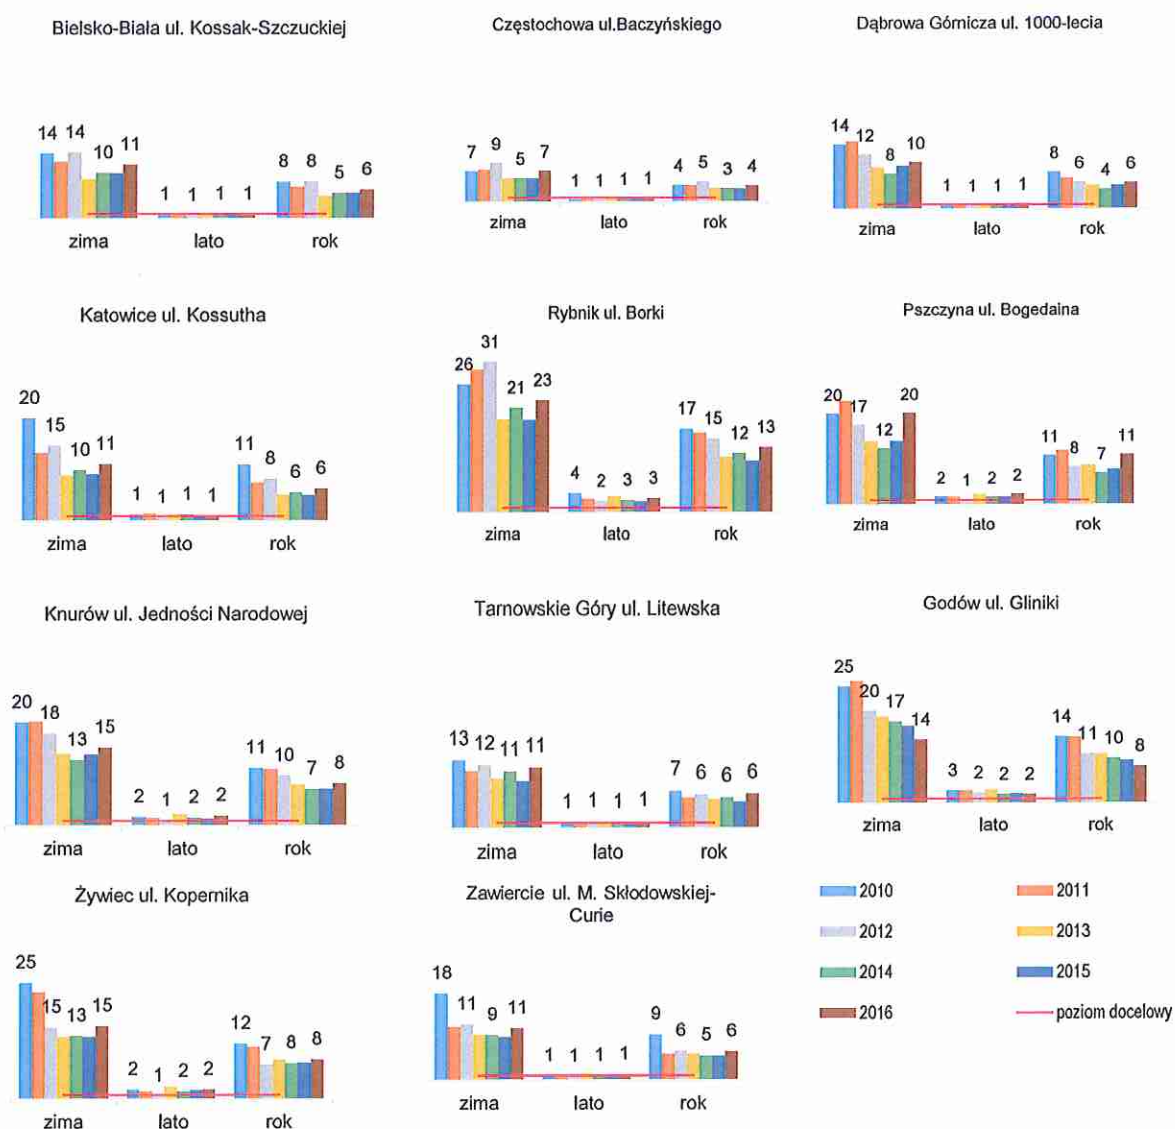 Bielsko-Biała ul. Kossak-Szczuckiej
14 14 10 11
1 1 1 1
8 8 5 6
zima lato rok
Częstochowa ul.Baczyńskiego
7 9 5 7
1 1 1 1
4 5 3 4
zima lato rok
Dąbrowa Górnicza ul. 1000-lecia
14 12 8 10
1 1 1 1
8 6 4 6
zima lato rok
Katowice ul. Kossutha
20 15 10 11
1 1 1 1
11 8 6 6
zima lato rok
Rybnik ul. Borki
26 31 21 23
4 2 3 3
17 15 12 13
zima lato rok
Pszczyna ul. Bogedaina
20 17 12 20
2 1 2 2
11 8 7 11
zima lato rok
Knurów ul. Jedności Narodowej
20 18 13 15
2 1 2 2
11 10 7 8
zima lato rok
Tarnowskie Góry ul. Litewska
13 12 11 11
1 1 1 1
7 6 6 6
zima lato rok
Godów ul. Gliniki
25 20 17 14
3 2 2 2
14 11 10 8
zima lato rok
Żywiec ul. Kopernika
25 15 13 15
2 1 2 2
12 7 8 8
zima lato rok
Zawiercie ul. M. Skłodowskiej-
Curie
18 11 9 11
1 1 1 1
9 6 5 6
zima lato rok
2010 2011
2012 2013
2014 2015
2016 poziom docelowy